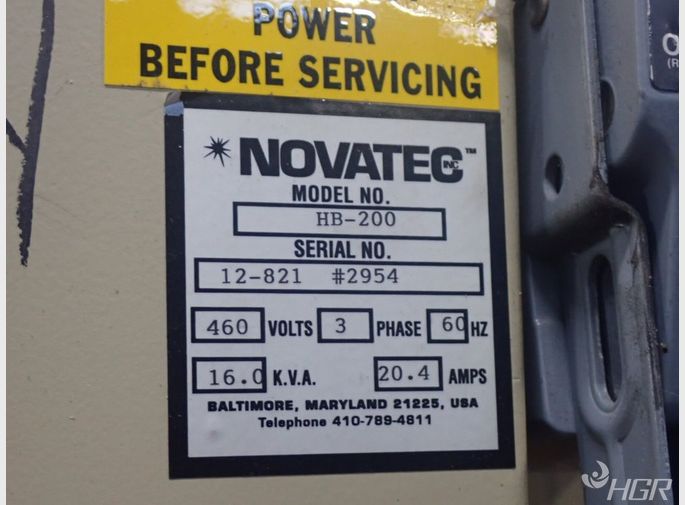 POWER
BEFORE SERVICING
NOVATEC INC ™
MODEL NO.
HB-200
SERIAL NO.
12-821 #2954
460 VOLTS 3 PHASE 60 HZ
16.0 K.V.A. 20.4 AMPS
BALTIMORE, MARYLAND 21225, USA
Telephone 410-789-4811
HGR